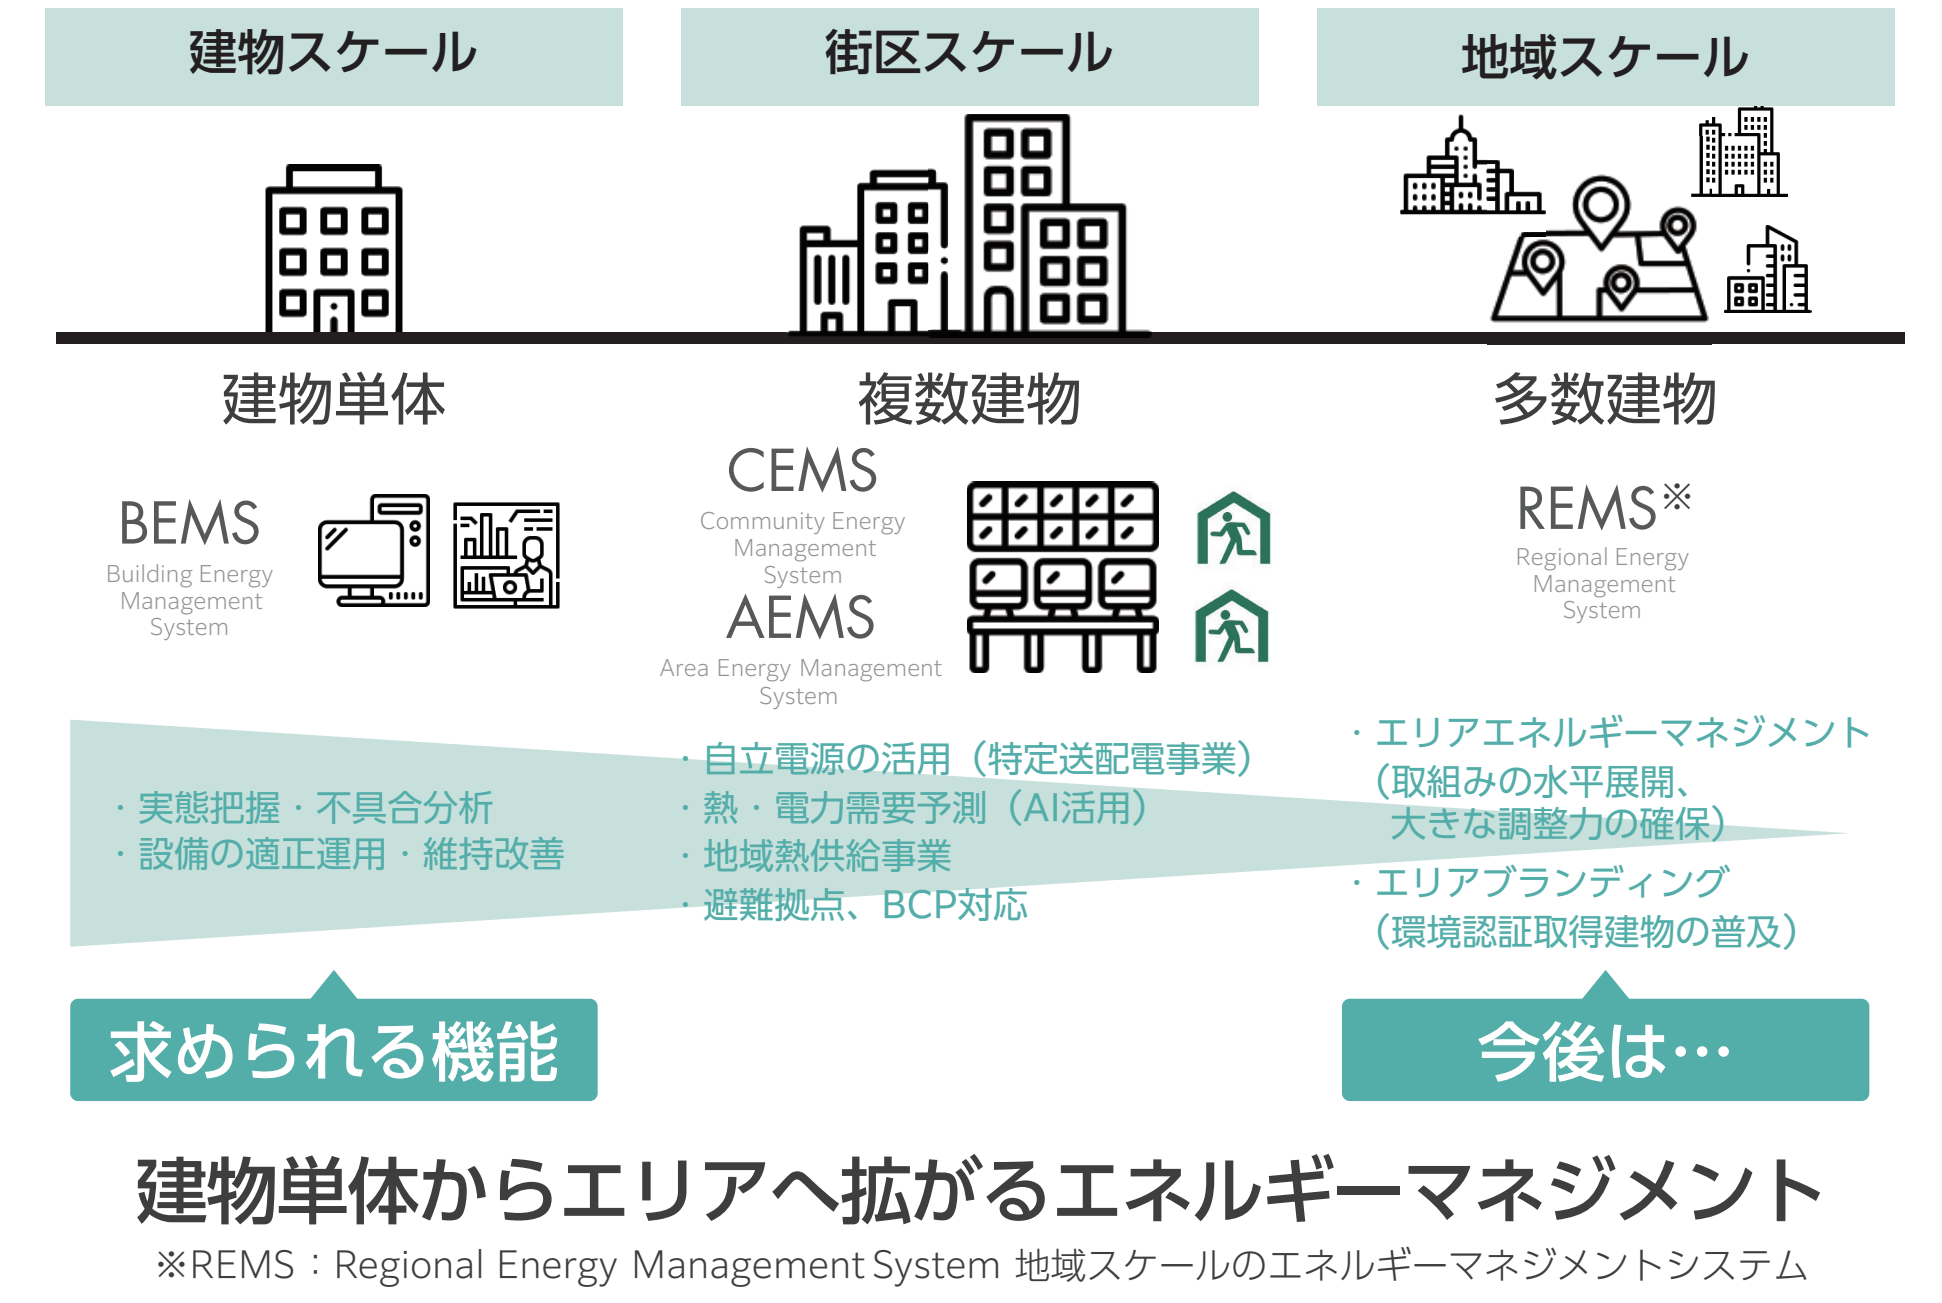 建物スケール
街区スケール
地域スケール
建物単体
複数建物
多数建物
BEMS
Building Energy
Management
System
CEMS
Community Energy
Management
System
AEMS
Area Energy Management
System
REMS※
Regional Energy
Management
System
・実態把握・不具合分析
・設備の適正運用・維持改善
・自立電源の活用（特定送配電事業）
・熱・電力需要予測（AI活用）
・地域熱供給事業
・避難拠点、BCP対応
・エリアエネルギーマネジメント
（取組みの水平展開、
大きな調整力の確保）
・エリアブランディング
（環境認証取得建物の普及）
求められる機能
今後は…
建物単体からエリアへ拡がるエネルギーマネジメント
※REMS：Regional Energy Management System 地域スケールのエネルギーマネジメントシステム